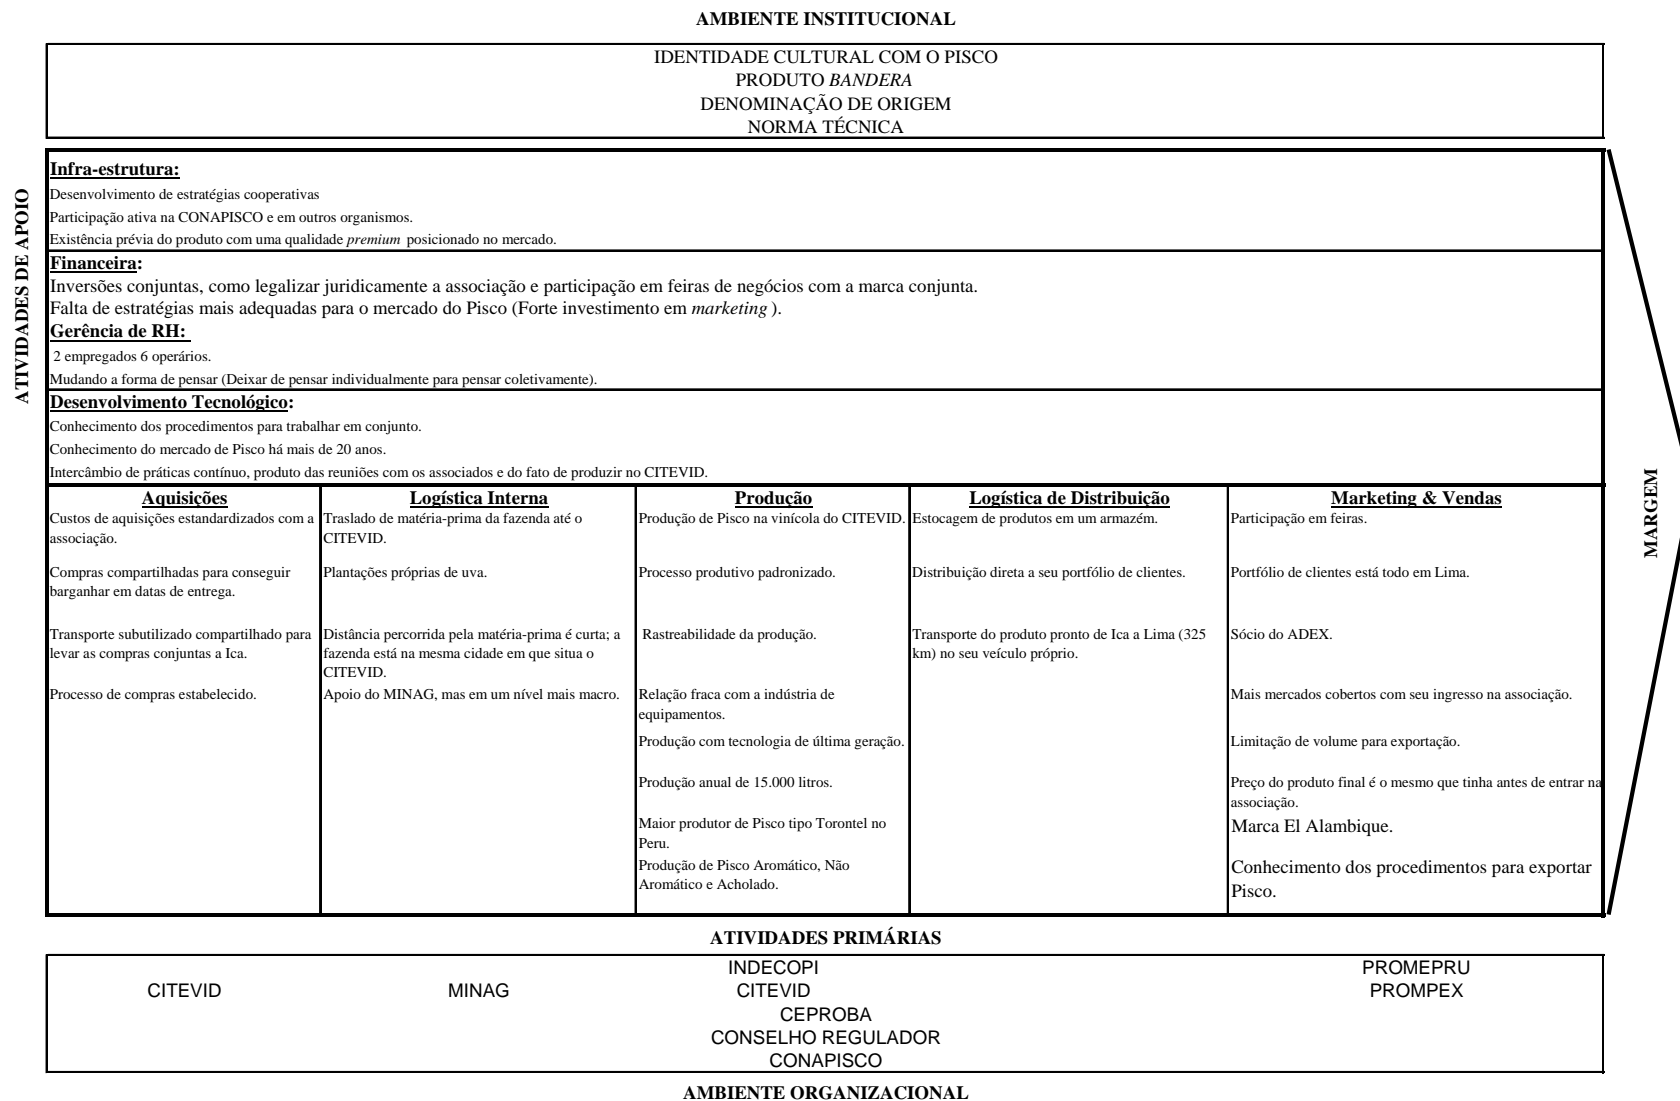 AMBIENTE INSTITUCIONAL
IDENTIDADE CULTURAL COM O PISCO
PRODUTO BANDERA
DENOMINAÇÃO DE ORIGEM
NORMA TÉCNICA
ATIVIDADES DE APOIO
Infra-estrutura:
Desenvolvimento de estratégias cooperativas
Participação ativa na CONAPISCO e em outros organismos.
Existência prévia do produto com uma qualidade premium posicionado no mercado.
Financeira:
Inversões conjuntas, como legalizar juridicamente a associação e participação em feiras de negócios com a marca conjunta.
Falta de estratégias mais adequadas para o mercado do Pisco (Forte investimento em marketing ).
Gerência de RH:
2 empregados 6 operários.
Mudando a forma de pensar (Deixar de pensar individualmente para pensar coletivamente).
Desenvolvimento Tecnológico:
Conhecimento dos procedimentos para trabalhar em conjunto.
Conhecimento do mercado de Pisco há mais de 20 anos.
Intercâmbio de práticas contínuo, produto das reuniões com os associados e do fato de produzir no CITEVID.
Aquisições
Custos de aquisições estandardizados com a
associação.
Compras compartilhadas para conseguir
barganhar em datas de entrega.
Transporte subutilizado compartilhado para
levar as compras conjuntas a Ica.
Processo de compras estabelecido.
Logística Interna
Traslado de matéria-prima da fazenda até o
CITEVID.
Plantações próprias de uva.
Distância percorrida pela matéria-prima é curta; a
fazenda está na mesma cidade em que situa o
CITEVID.
Apoio do MINAG, mas em um nível mais macro.
Produção
Produção de Pisco na vinícola do CITEVID.
Processo produtivo padronizado.
Rastreabilidade da produção.
Relação fraca com a indústria de
equipamentos.
Produção com tecnologia de última geração.
Produção anual de 15.000 litros.
Maior produtor de Pisco tipo Torontel no
Peru.
Produção de Pisco Aromático, Não
Aromático e Acholado.
Logística de Distribuição
Estocagem de produtos em um armazém.
Distribuição direta a seu portfólio de clientes.
Transporte do produto pronto de Ica a Lima (325
km) no seu veículo próprio.
Marketing & Vendas
Participação em feiras.
Portfólio de clientes está todo em Lima.
Sócio do ADEX.
Mais mercados cobertos com seu ingresso na associação.
Limitação de volume para exportação.
Preço do produto final é o mesmo que tinha antes de entrar na
associação.
Marca El Alambique.
Conhecimento dos procedimentos para exportar
Pisco.
MARGEM
ATIVIDADES PRIMÁRIAS
INDECOPI PROMEPRU
CITEVID MINAG CITEVID PROMPEX
CEPROBA
CONSELHO REGULADOR
CONAPISCO
AMBIENTE ORGANIZACIONAL